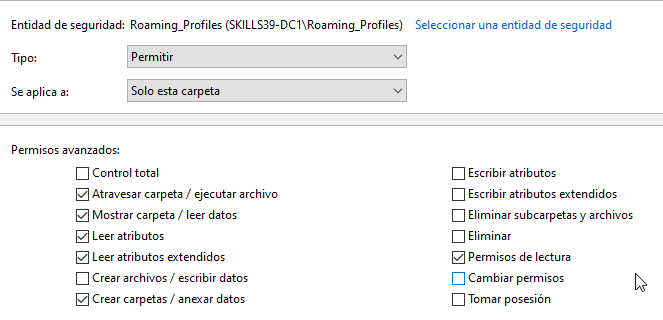 Entidad de seguridad: Roaming_Profiles (SKILLS39-DC1\Roaming_Profiles) Seleccionar una entidad de seguridad
Tipo: Permitir
Se aplica a: Solo esta carpeta
Permisos avanzados:
Control total Escribir atributos
Atravesar carpeta / ejecutar archivo Escribir atributos extendidos
Mostrar carpeta / leer datos Eliminar subcarpetas y archivos
Leer atributos Eliminar
Leer atributos extendidos Permisos de lectura
Crear archivos / escribir datos Cambiar permisos
Crear carpetas / anexar datos Tomar posesión